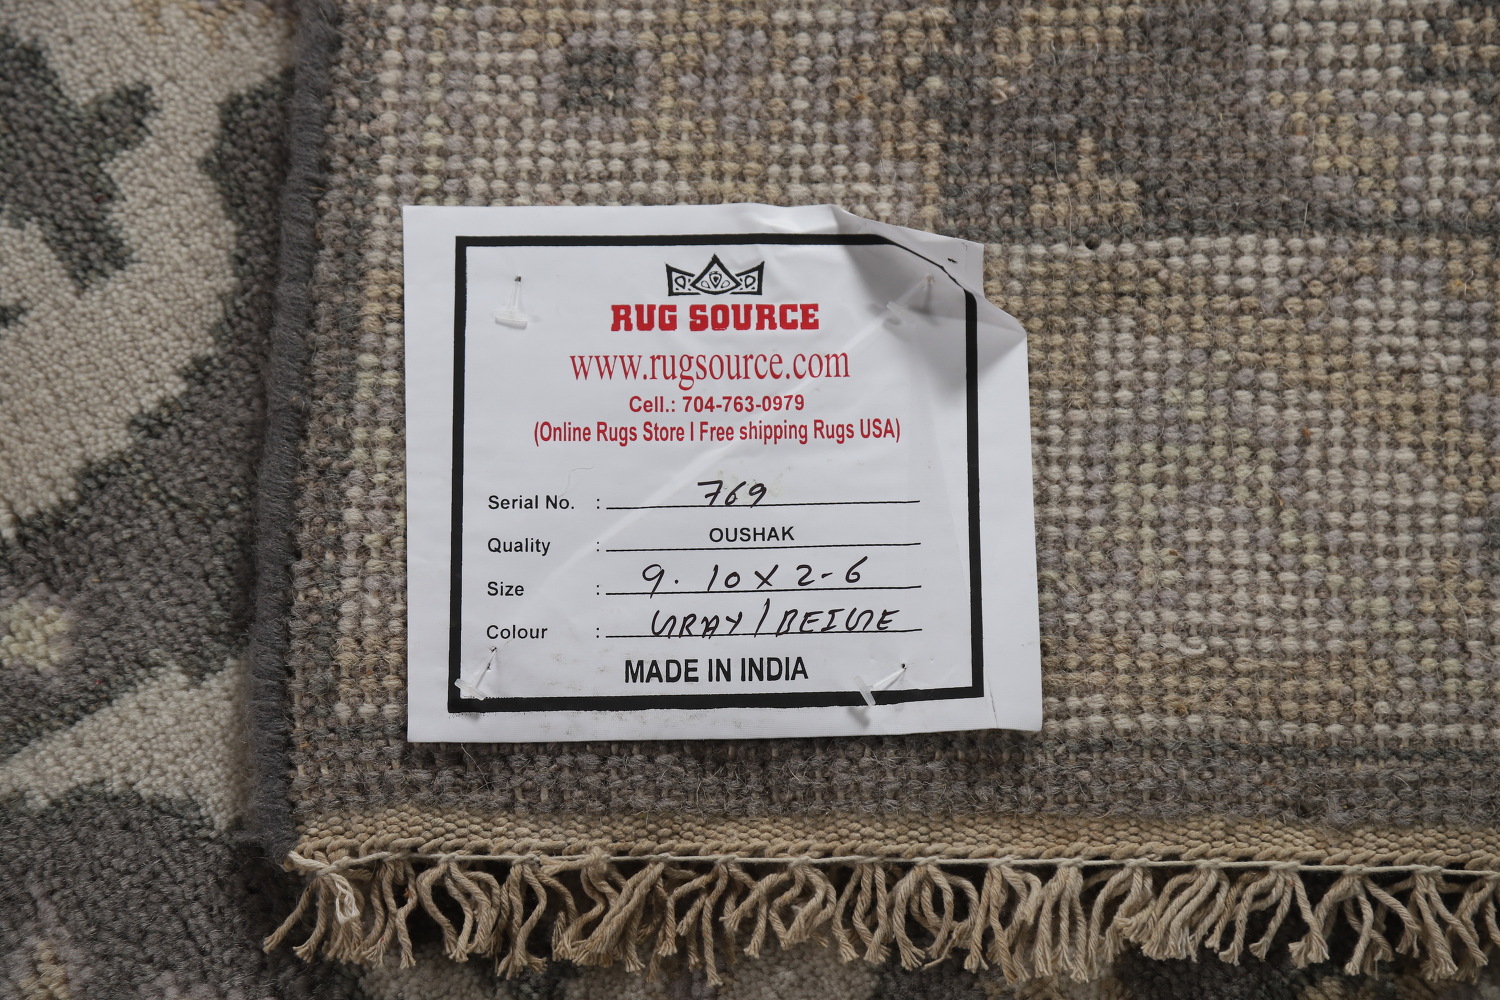 RUG SOURCE
www.rugsource.com
Cell.: 704-763-0979
(Online Rugs Store I Free shipping Rugs USA)
Serial No. : 769
Quality : OUSHAK
Size : 9.10 X 2-6
Colour : GRAY/BEIGE
MADE IN INDIA